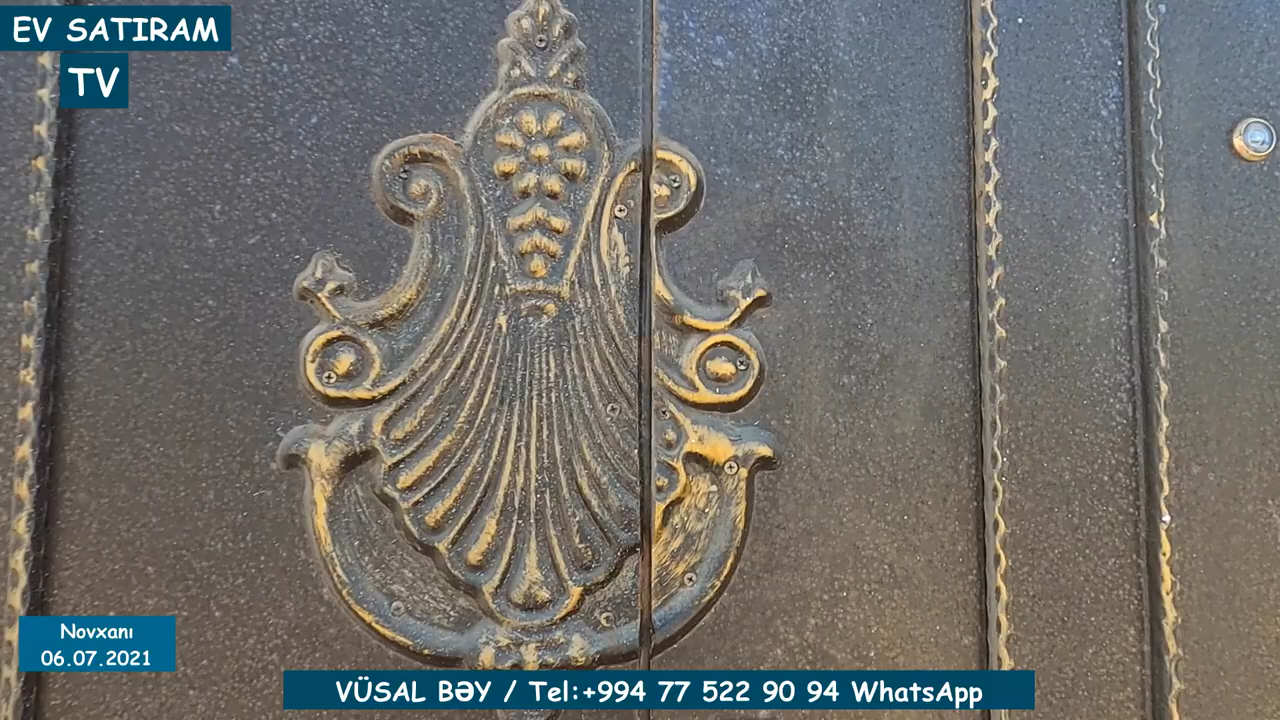 EV SATIRAM
TV
Novxanı
06.07.2021
VÜSAL BƏY / Tel:+994 77 522 90 94 WhatsApp